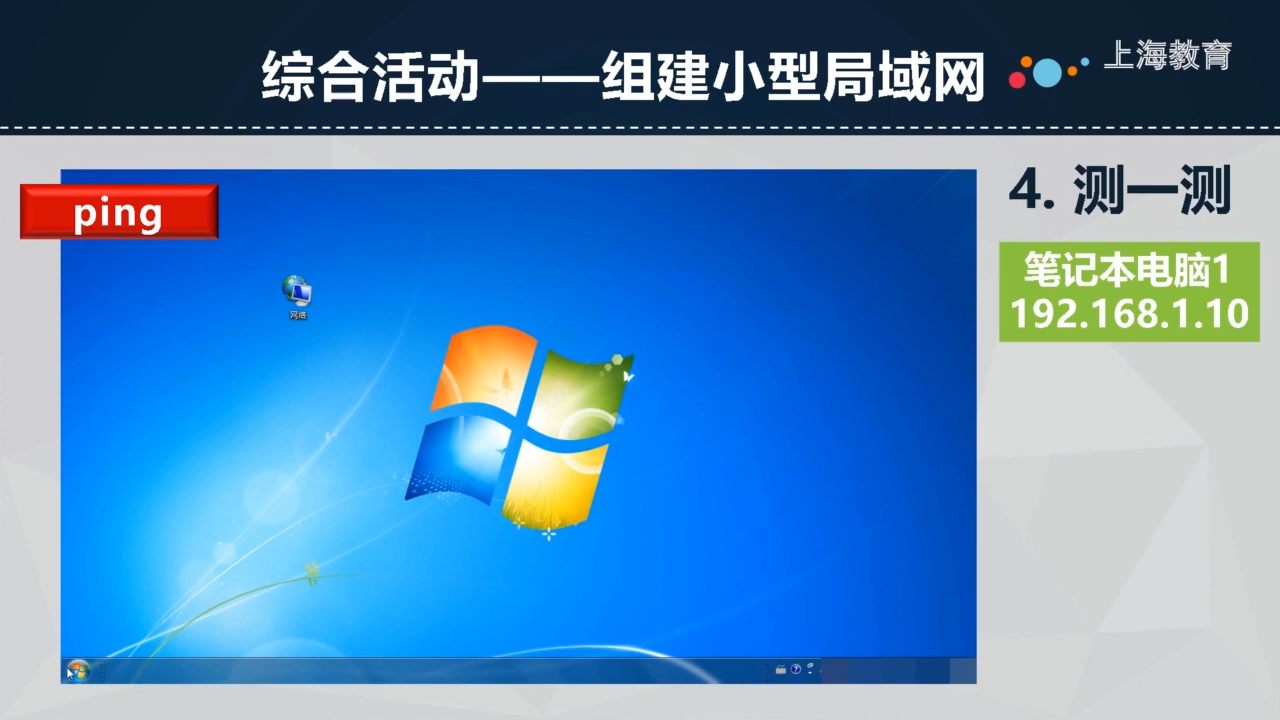 综合活动——组建小型局域网
上海教育
ping
4. 测一测
笔记本电脑1
192.168.1.10
网络